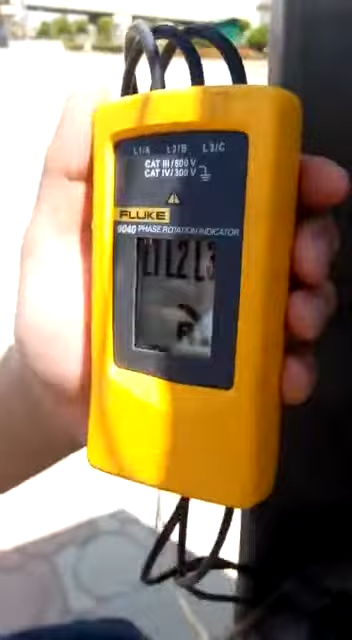 L1/A L2/B L3/C
CAT III/600 V
CAT IV/300 V
FLUKE
9040 PHASE ROTATION INDICATOR
L1 L2 L3
R